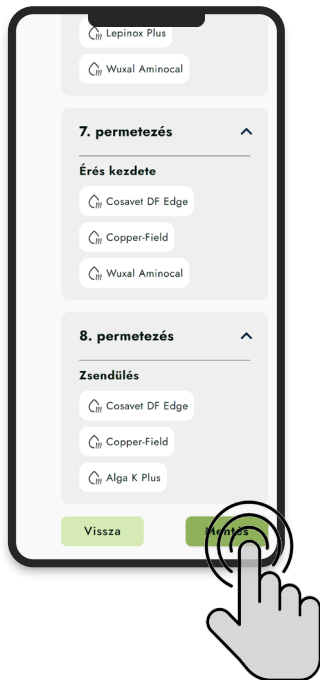 Lepinox Plus
Wuxal Aminocal
7. permetezés
Érés kezdete
Cosavet DF Edge
Copper-Field
Wuxal Aminocal
8. permetezés
Zsendülés
Cosavet DF Edge
Copper-Field
Alga K Plus
Vissza
Mentés